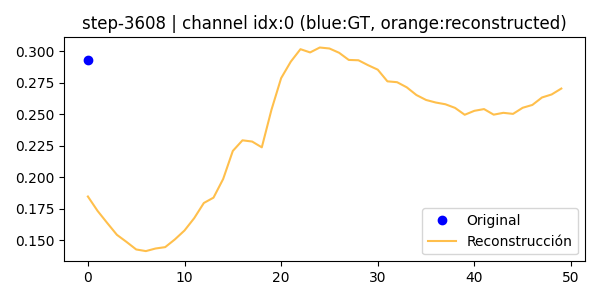 step-3608 | channel idx:0 (blue:GT, orange:reconstructed)
0.300
0.275
0.250
0.225
0.200
0.175
0.150
Original
Reconstrucción
0 10 20 30 40 50